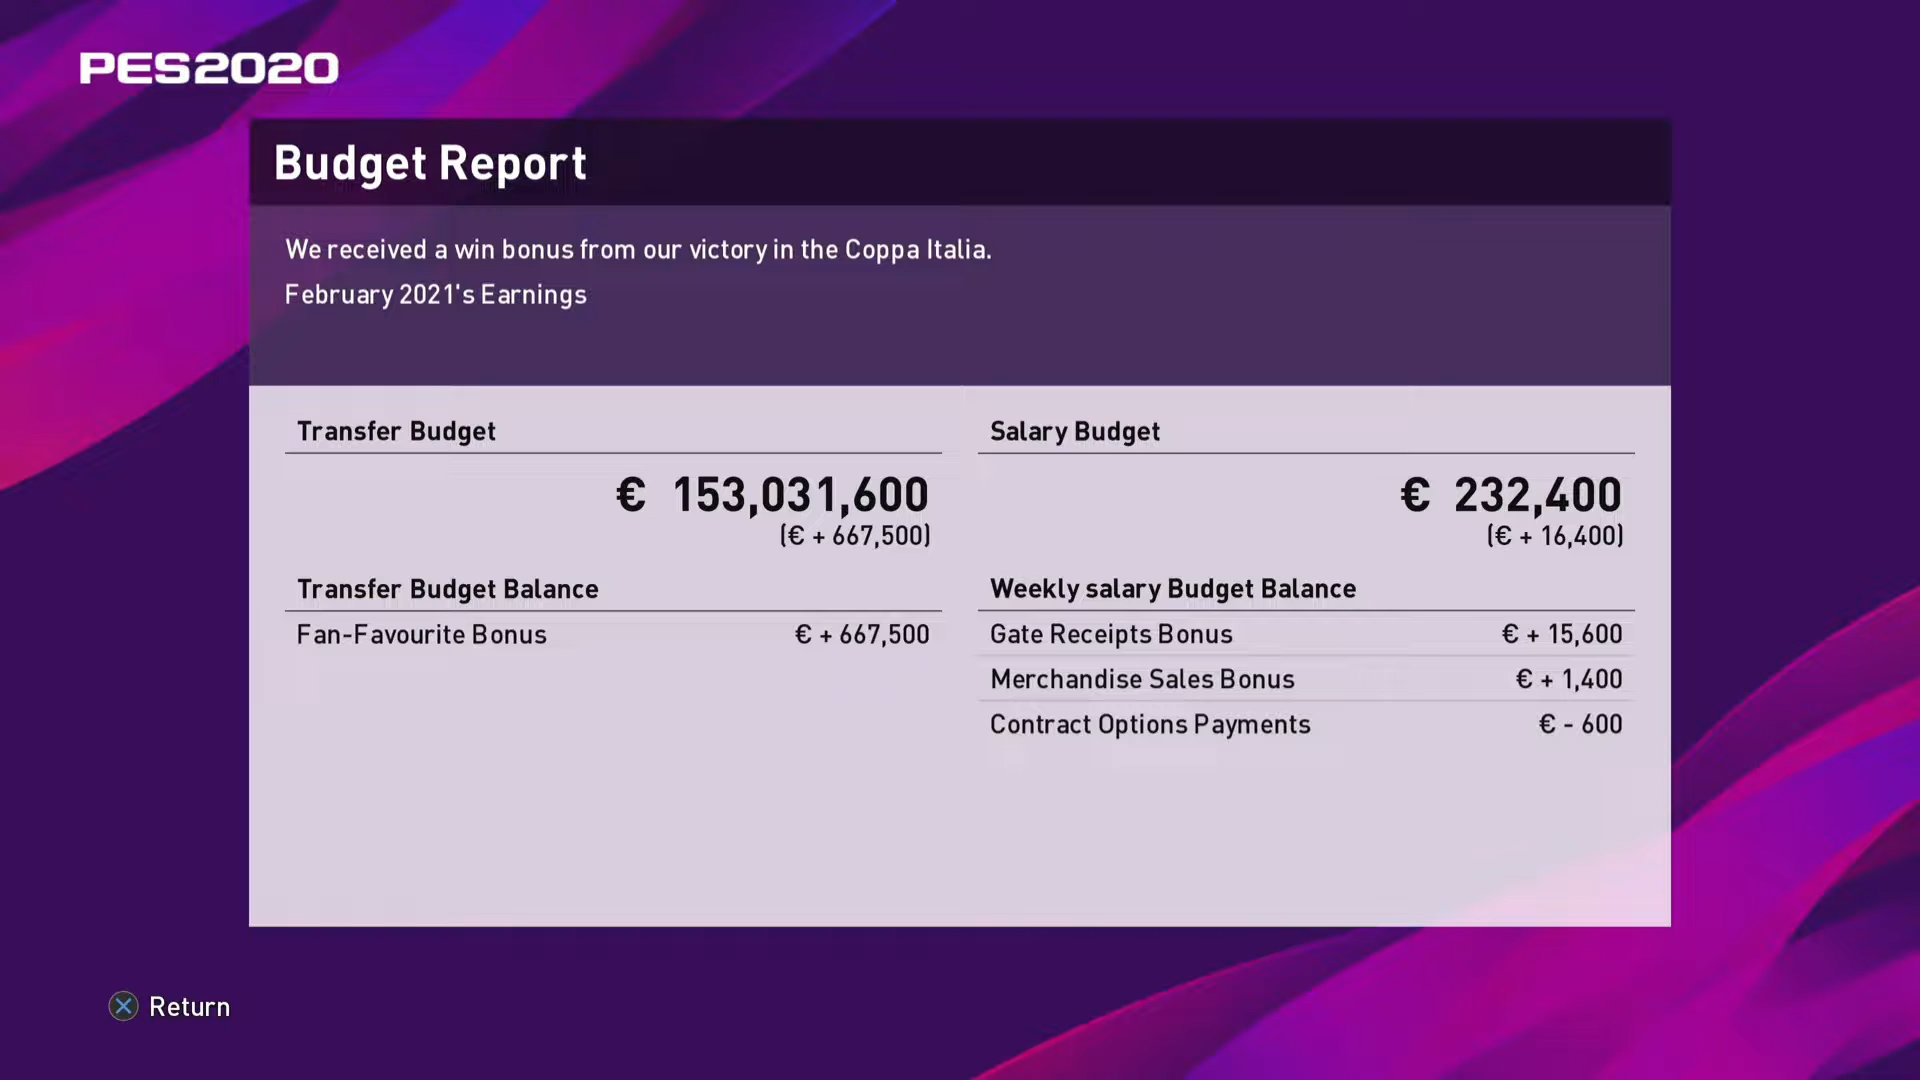 PES2020
Budget Report
We received a win bonus from our victory in the Coppa Italia.
February 2021's Earnings
Transfer Budget
€ 153,031,600
(€ + 667,500)
Transfer Budget Balance
Fan-Favourite Bonus € + 667,500
Salary Budget
€ 232,400
(€ + 16,400)
Weekly salary Budget Balance
Gate Receipts Bonus € + 15,600
Merchandise Sales Bonus € + 1,400
Contract Options Payments € - 600
Return